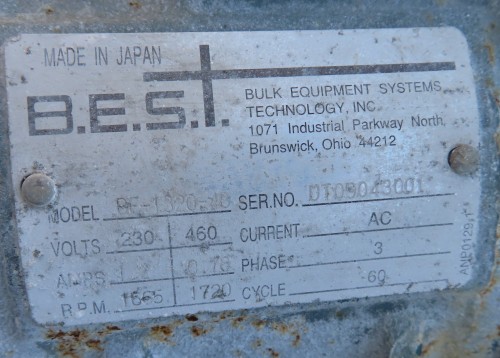 MADE IN JAPAN
B.E.S.t.
BULK EQUIPMENT SYSTEMS
TECHNOLOGY, INC.
1071 Industrial Parkway North
Brunswick, Ohio 44212
MODEL SER.NO. DT05043001
VOLTS 230 460 CURRENT AC
AMPS PHASE 3
R.P.M. 1665 1720 CYCLE 60